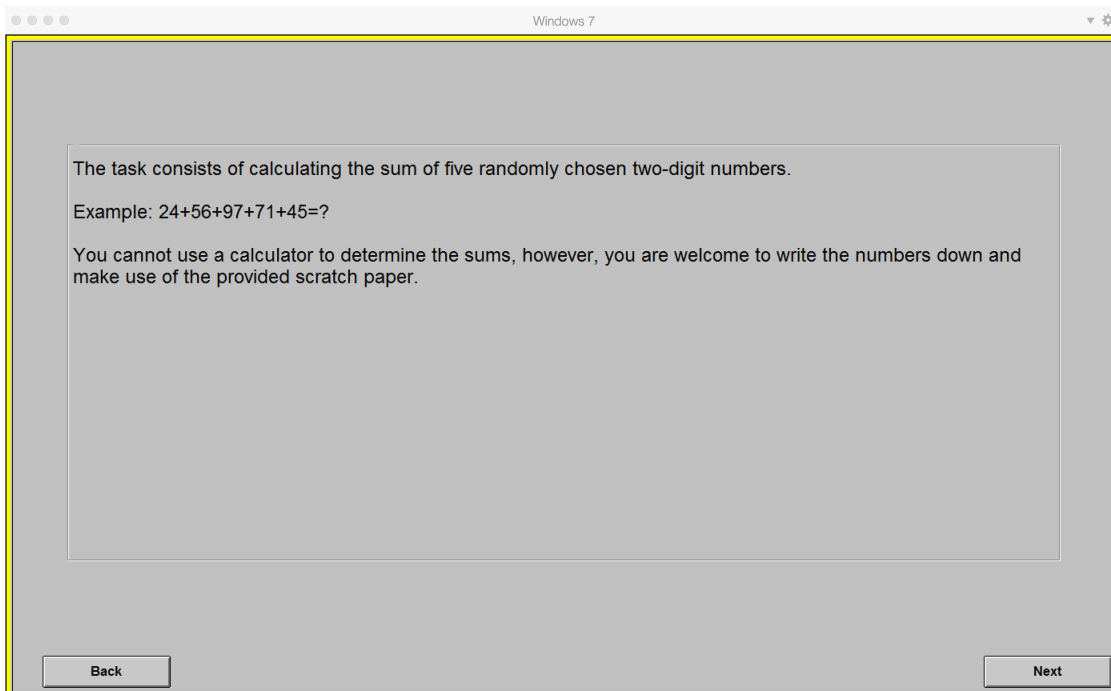 Windows 7
The task consists of calculating the sum of five randomly chosen two-digit numbers.
Example: 24+56+97+71+45=?
You cannot use a calculator to determine the sums, however, you are welcome to write the numbers down and
make use of the provided scratch paper.
Back
Next